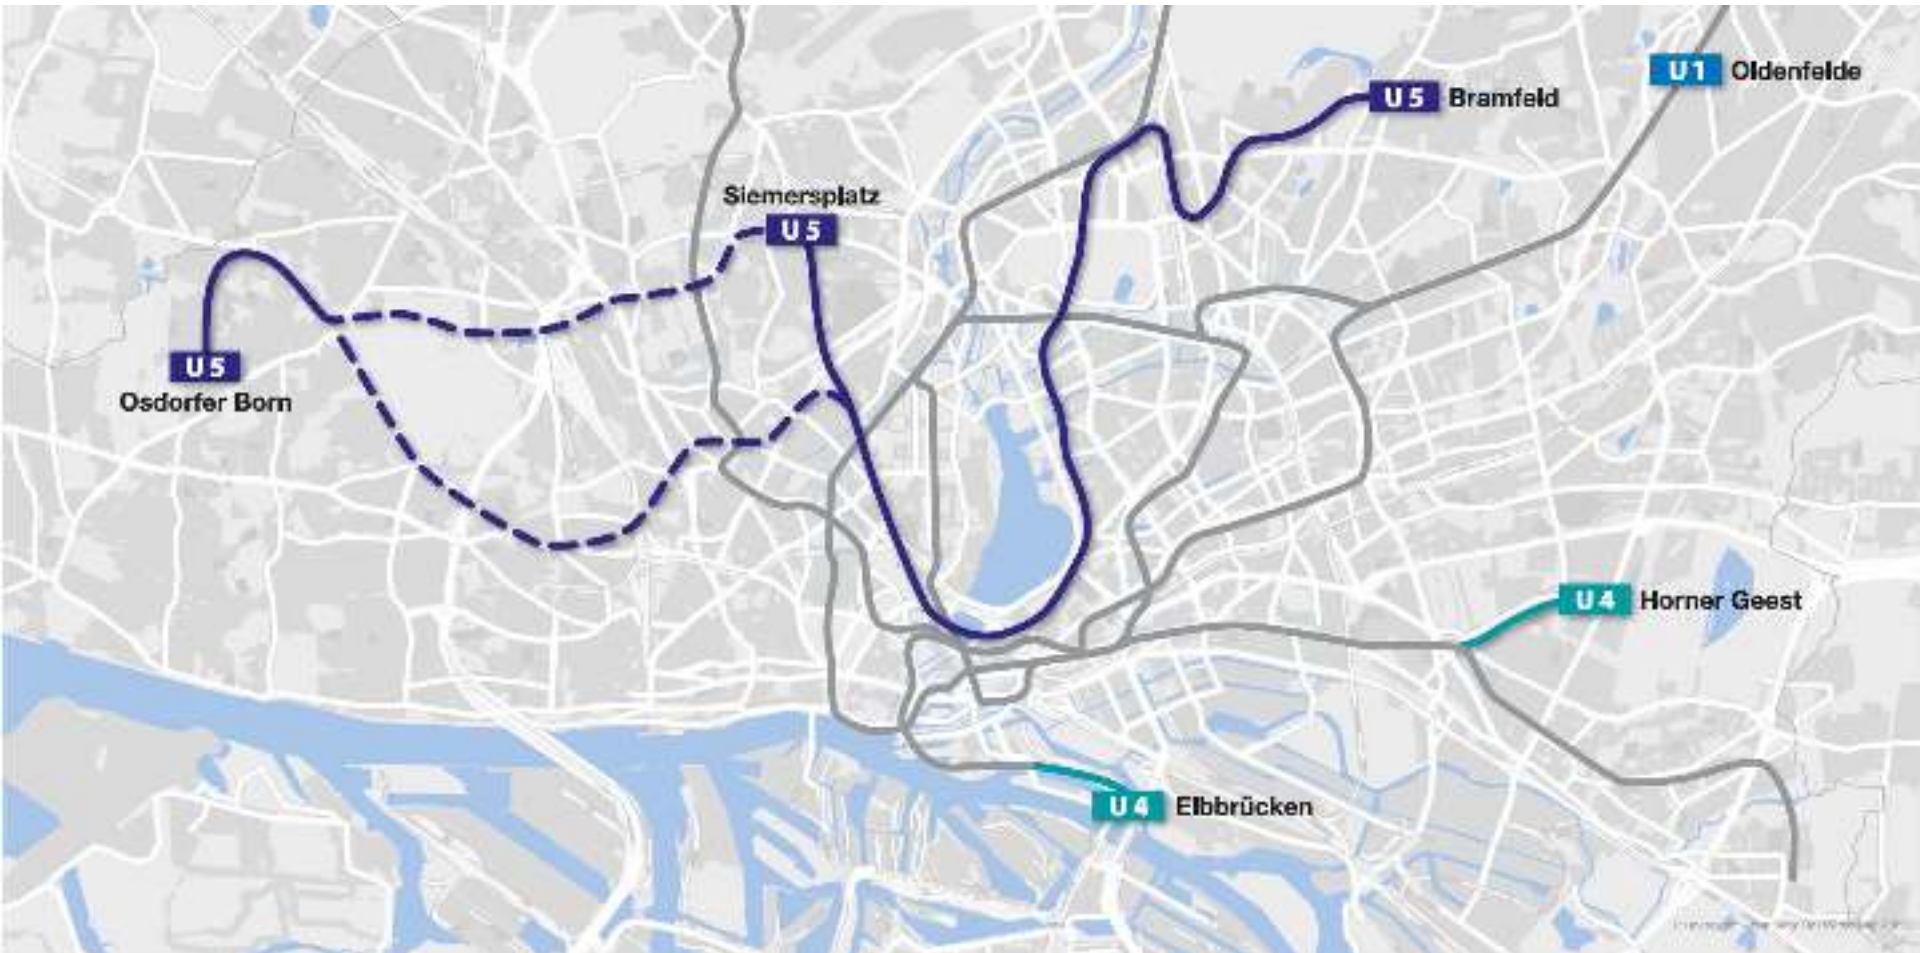 U1 Oldenfelde
U5 Bramfeld
Siemersplatz
U5
U5
Osdorfer Born
U4 Horner Geest
U4 Elbbrücken